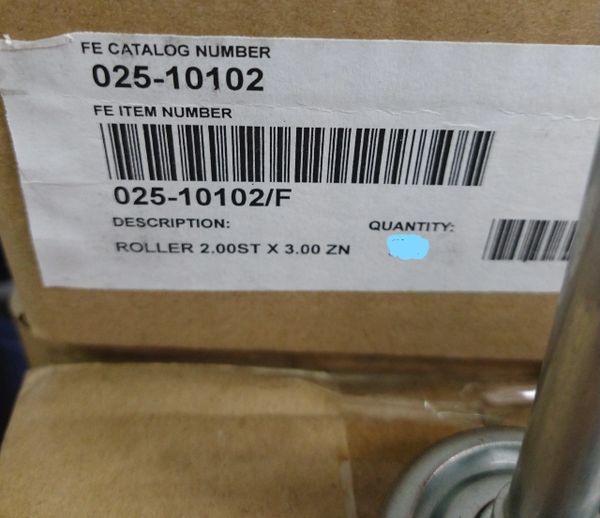 FE CATALOG NUMBER
025-10102
FE ITEM NUMBER
025-10102/F
DESCRIPTION:
QUANTITY:
ROLLER 2.00ST X 3.00 ZN